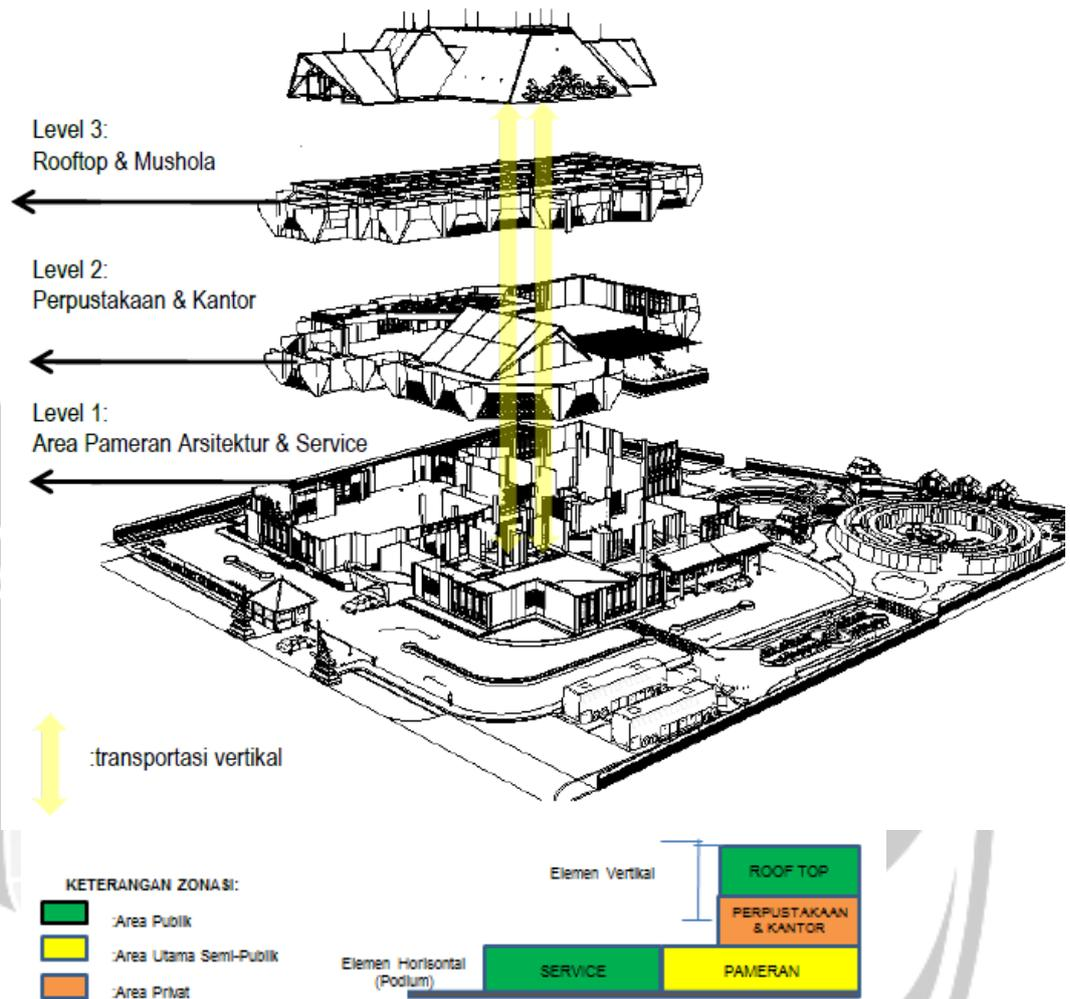 Level 3:
Rooftop & Mushola
Level 2:
Perpustakaan & Kantor
Level 1:
Area Pameran Arsitektur & Service
:transportasi vertikal
KETERANGAN ZONASI:
:Area Publik
:Area Utama Semi-Publik
:Area Privat
Elemen Vertikal
ROOF TOP
PERPUSTAKAAN
& KANTOR
Elemen Horisontal
(Podium)
SERVICE
PAMERAN